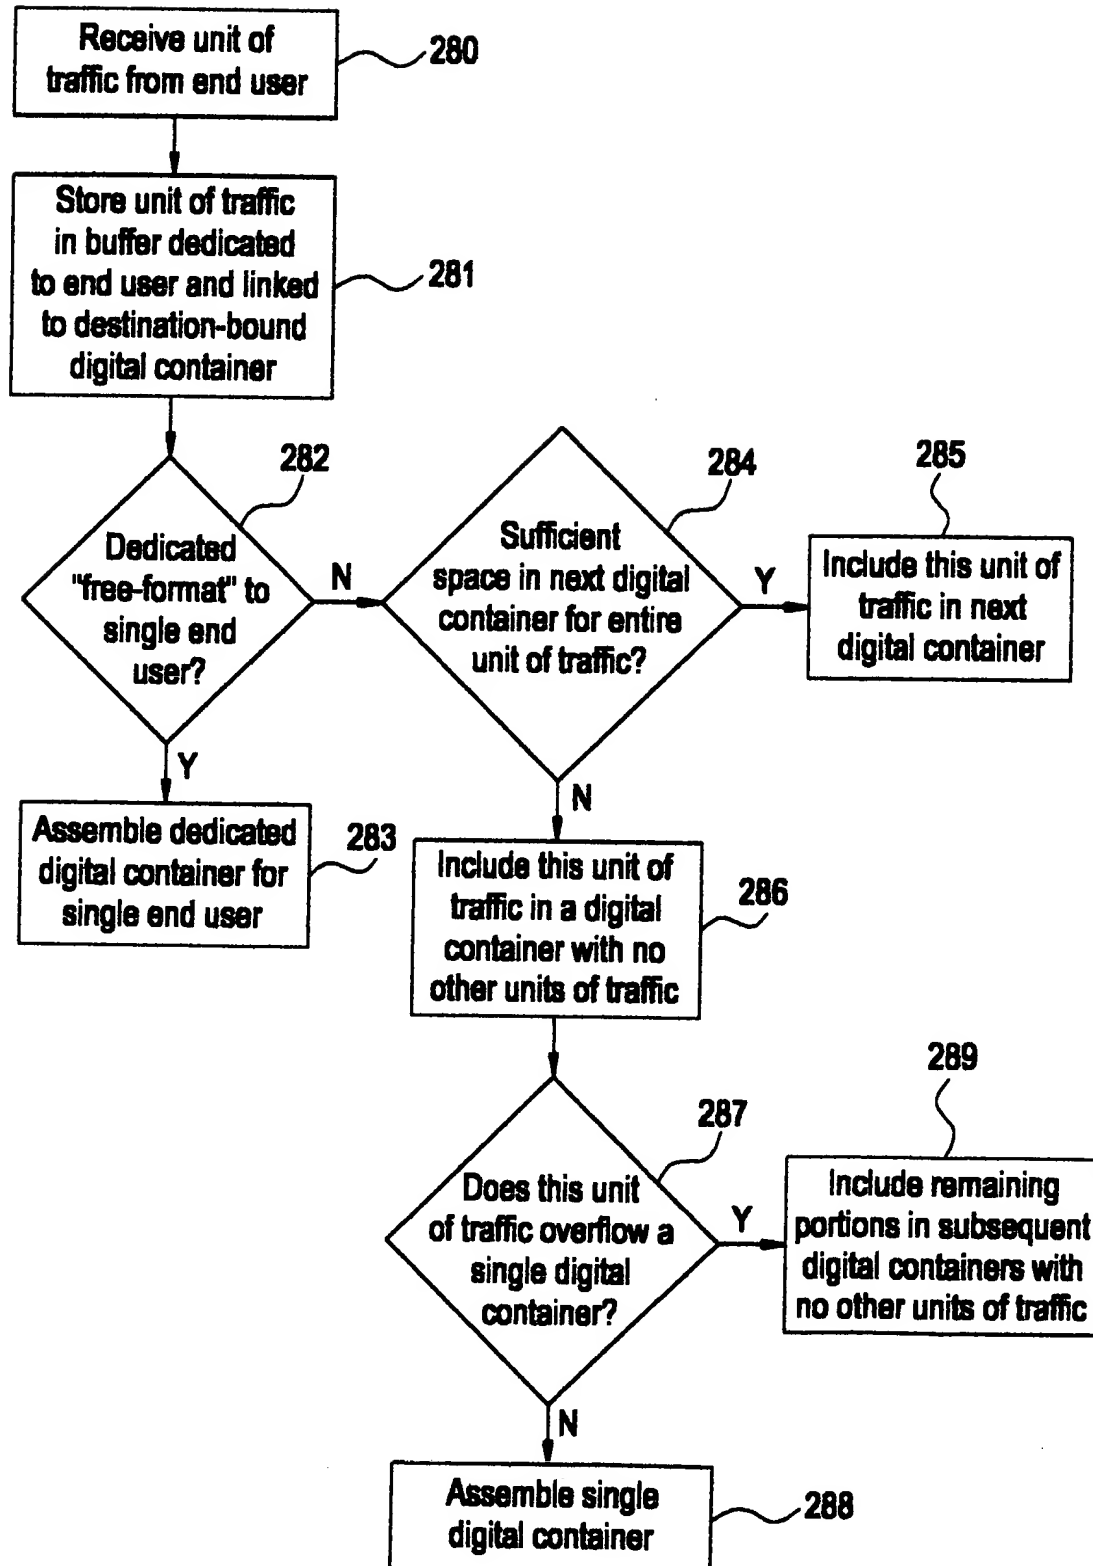 Receive unit of
traffic from end user
280
Store unit of traffic
in buffer dedicated
to end user and linked
to destination-bound
digital container
281
282
Dedicated
"free-format" to
single end
user?
N
Y
Assemble dedicated
digital container for
single end user
283
284
Sufficient
space in next digital
container for entire
unit of traffic?
Y
N
285
Include this unit of
traffic in next
digital container
Include this unit of
traffic in a digital
container with no
other units of traffic
286
287
Does this unit
of traffic overflow a
single digital
container?
Y
N
289
Include remaining
portions in subsequent
digital containers with
no other units of traffic
Assemble single
digital container
288